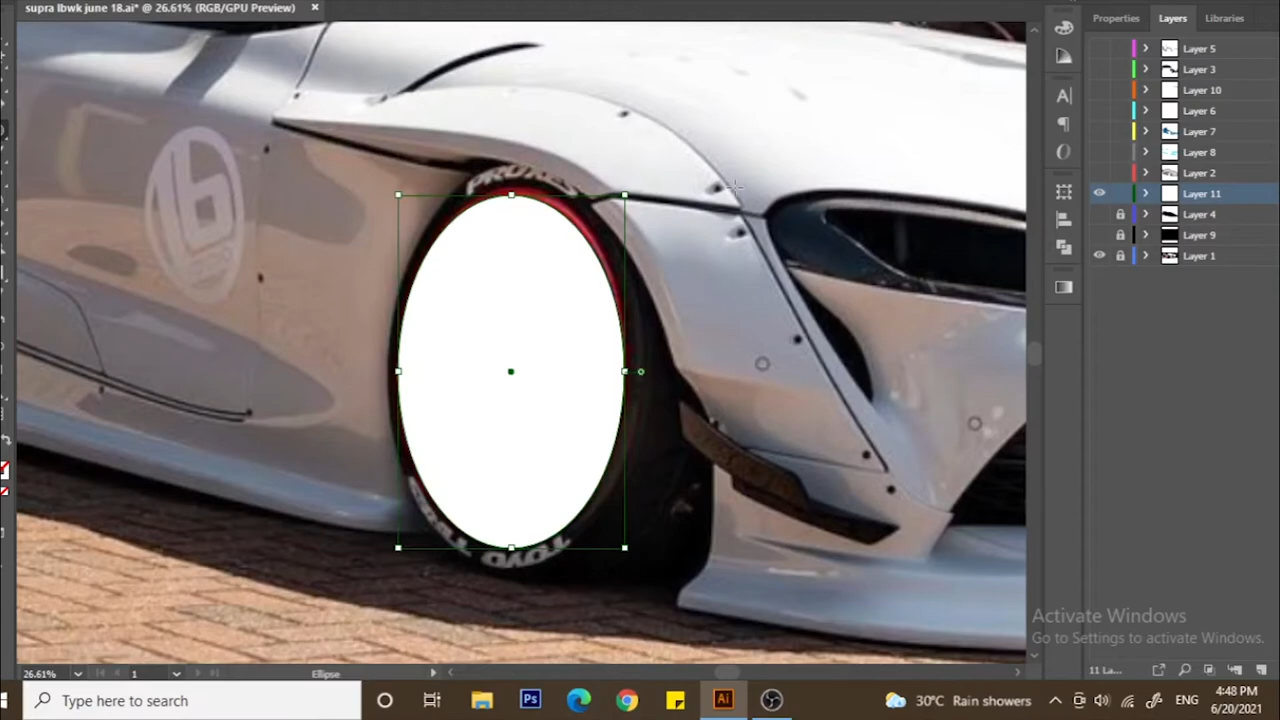 supra lbwk june 18.ai* @ 26.61% (RGB/GPU Preview) ×
Properties Layers Libraries
Layer 5
Layer 3
Layer 10
Layer 6
Layer 7
Layer 8
Layer 2
Layer 11
Layer 4
Layer 9
Layer 1
16
PROXES
TOYO
Activate Windows
Go to Settings to activate Windows.
26.61% 1 Ellipse 11 La...
Type here to search Ps Ai 30°C Rain showers ENG 4:48 PM
6/20/2021